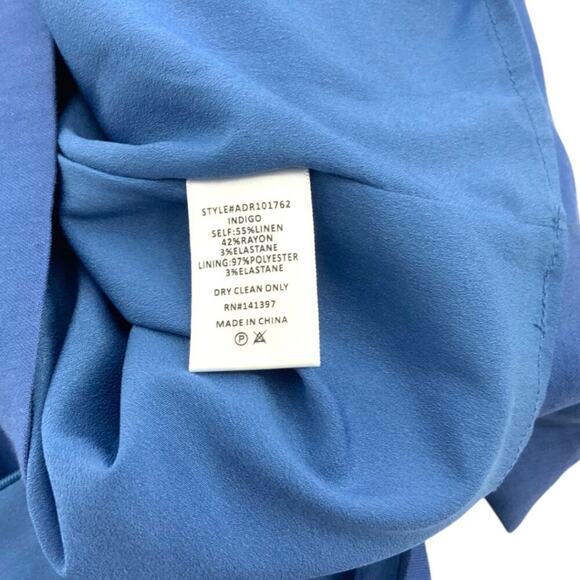 STYLE#ADR101762
INDIGO
SELF:55%LINEN
42%RAYON
3%ELASTANE
LINING:97%POLYESTER
3%ELASTANE
DRY CLEAN ONLY
RN#141397
MADE IN CHINA
P